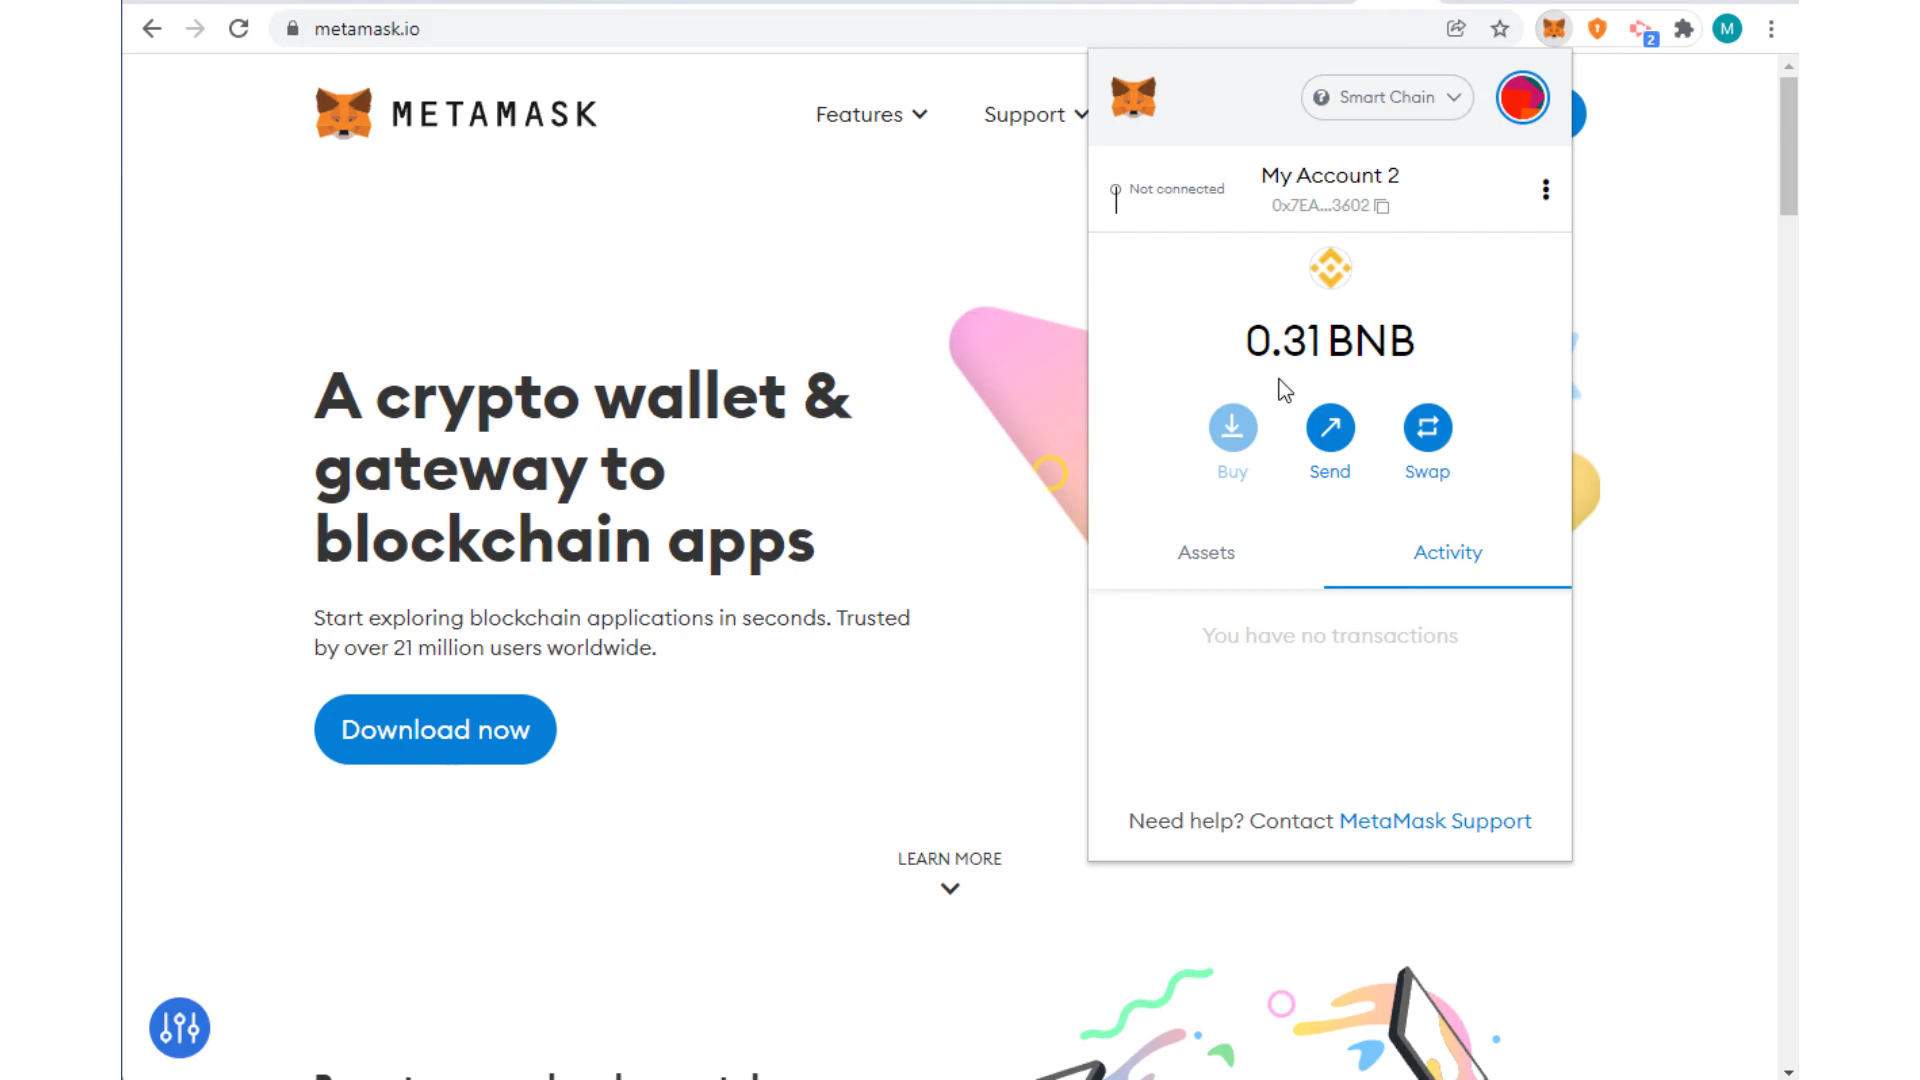 metamask.io
2
M
METAMASK
Features
Support
Smart Chain
Not connected
My Account 2
0x7EA...3602
0.31 BNB
Buy
Send
Swap
Assets
Activity
You have no transactions
Need help? Contact MetaMask Support
A crypto wallet &
gateway to
blockchain apps
Start exploring blockchain applications in seconds. Trusted
by over 21 million users worldwide.
Download now
LEARN MORE